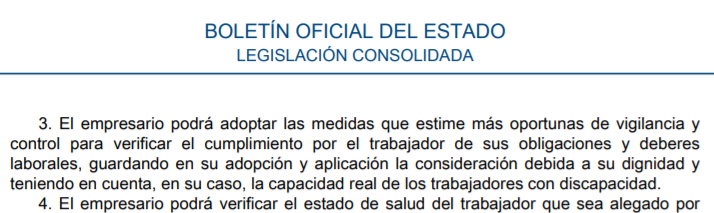 BOLETÍN OFICIAL DEL ESTADO
LEGISLACIÓN CONSOLIDADA
3. El empresario podrá adoptar las medidas que estime más oportunas de vigilancia y
control para verificar el cumplimiento por el trabajador de sus obligaciones y deberes
laborales, guardando en su adopción y aplicación la consideración debida a su dignidad y
teniendo en cuenta, en su caso, la capacidad real de los trabajadores con discapacidad.
4. El empresario podrá verificar el estado de salud del trabajador que sea alegado por